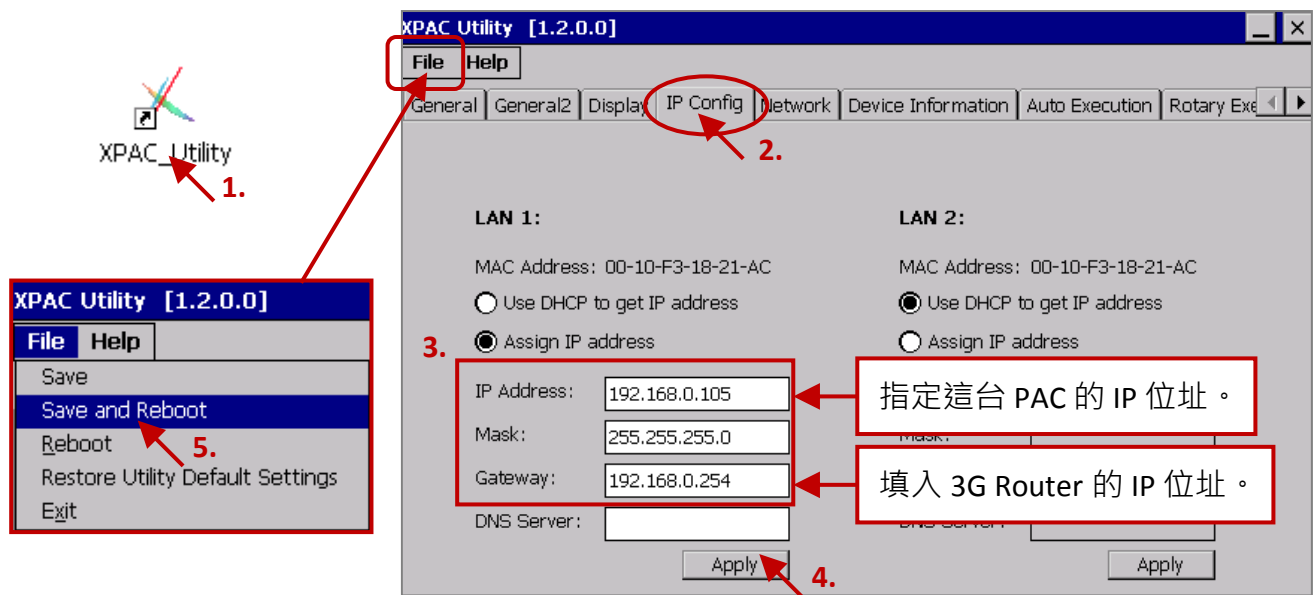 XPAC_Utility
1.
XPAC Utility [1.2.0.0]
File Help
General General2 Display IP Config Network Device Information Auto Execution Rotary Exe
2.
LAN 1:
MAC Address: 00-10-F3-18-21-AC
Use DHCP to get IP address
Assign IP address
3.
IP Address: 192.168.0.105
Mask: 255.255.255.0
Gateway: 192.168.0.254
DNS Server:
Apply
4.
LAN 2:
MAC Address: 00-10-F3-18-21-AC
Use DHCP to get IP address
Assign IP address
指定這台 PAC 的 IP 位址。
Mask:
填入 3G Router 的 IP 位址。
DNS Server:
Apply
XPAC Utility [1.2.0.0]
File Help
Save
Save and Reboot
Reboot
5.
Restore Utility Default Settings
Exit